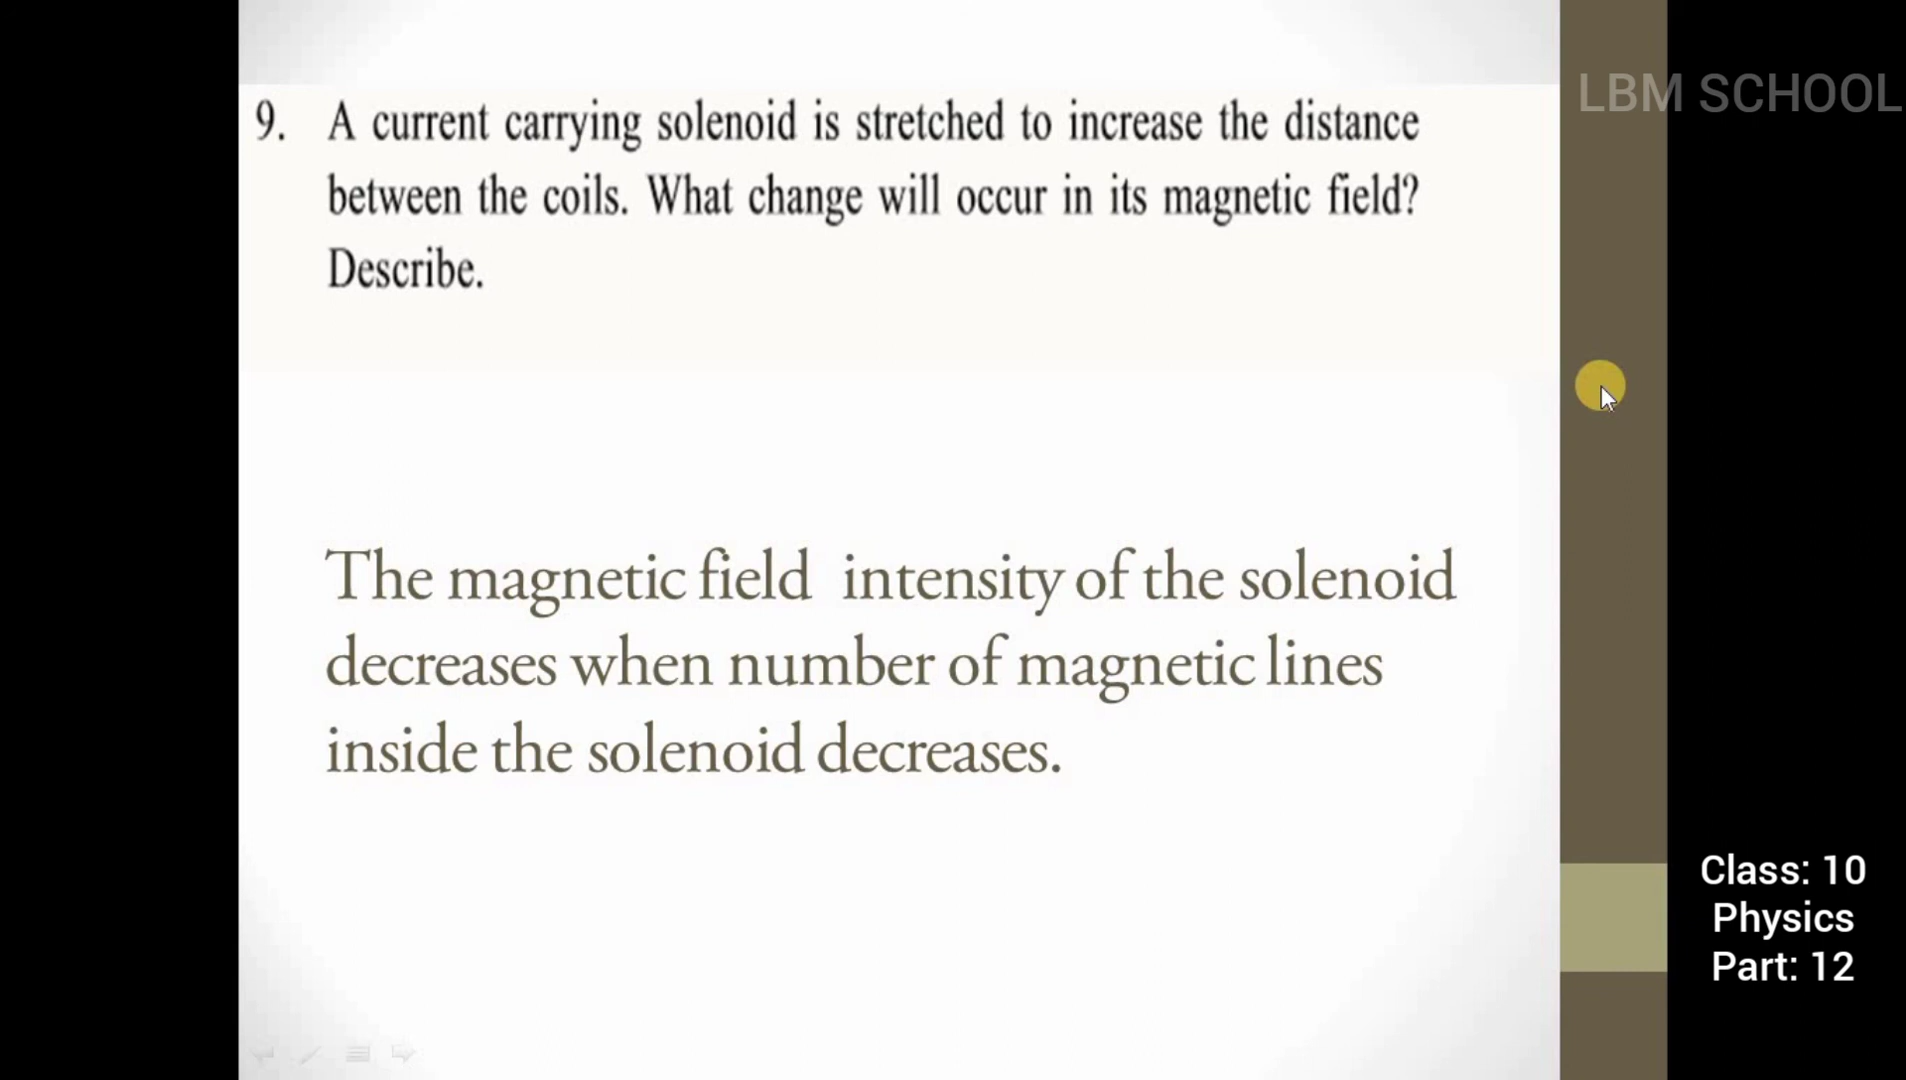 LBM SCHOOL
9. A current carrying solenoid is stretched to increase the distance
between the coils. What change will occur in its magnetic field?
Describe.
The magnetic field intensity of the solenoid
decreases when number of magnetic lines
inside the solenoid decreases.
Class: 10
Physics
Part: 12